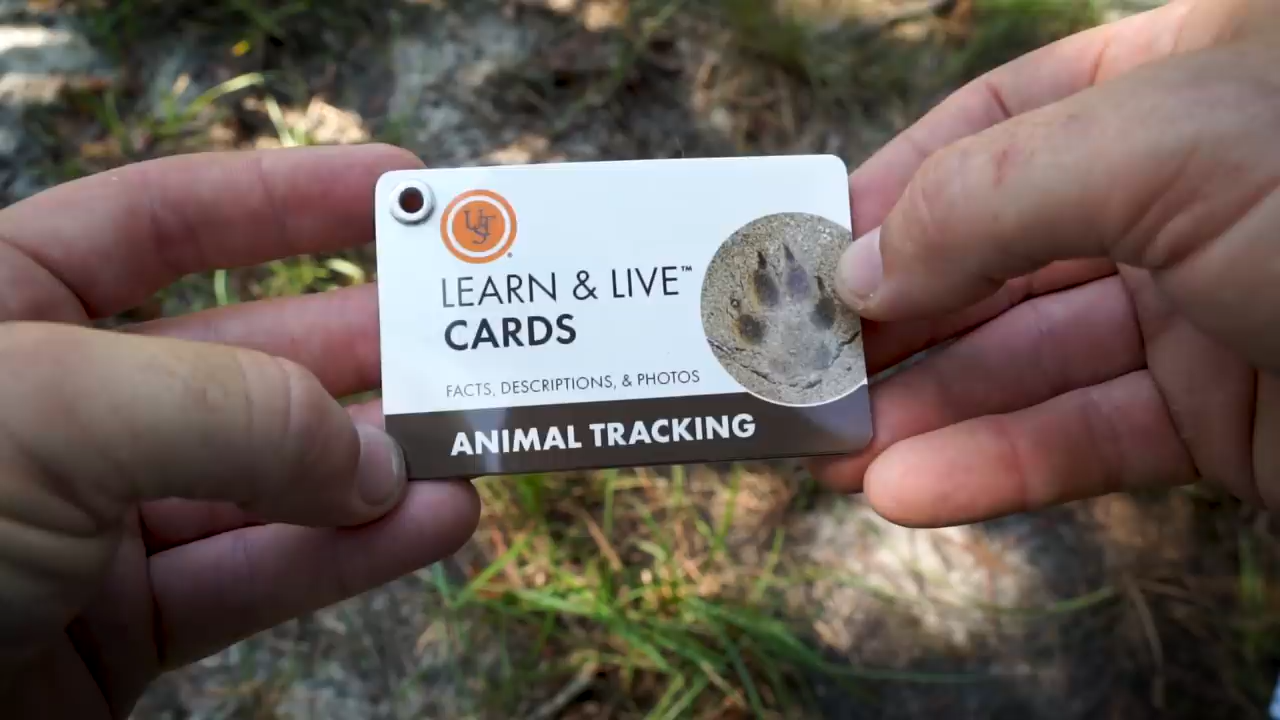 UST
LEARN & LIVE™
CARDS
FACTS, DESCRIPTIONS, & PHOTOS
ANIMAL TRACKING